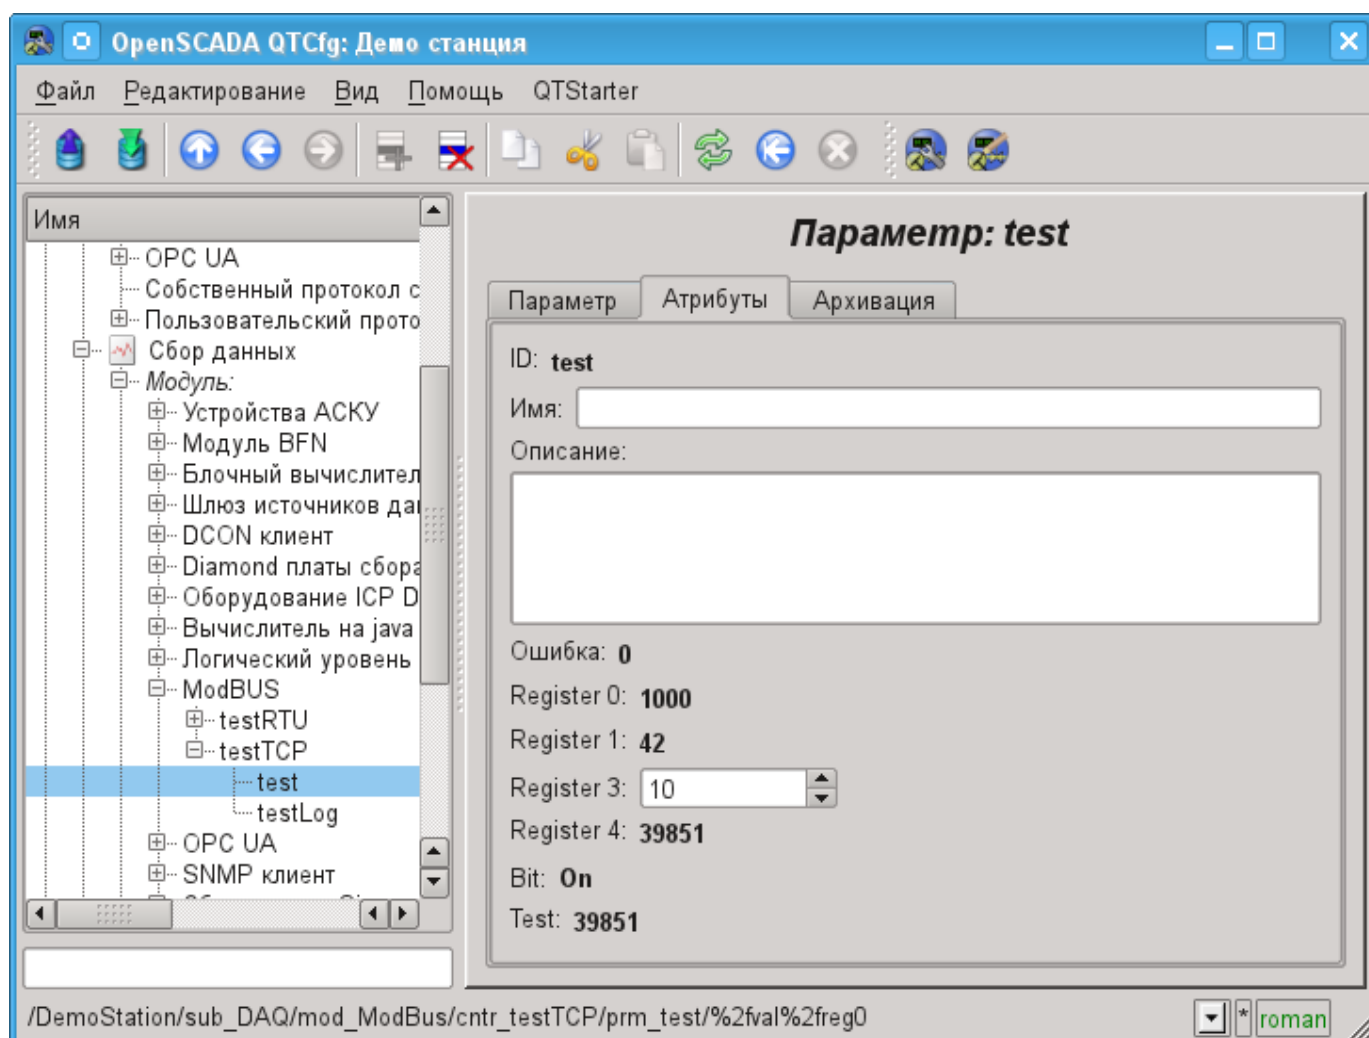 OpenSCADA QTCfg: Демо станция
Файл Редактирование Вид Помощь QTStarter
Имя
OPC UA
Собственный протокол с
Пользовательский прото
Сбор данных
Модуль:
Устройства АСКУ
Модуль BFN
Блочный вычислител
Шлюз источников да
DCON клиент
Diamond платы сбора
Оборудование ICP D
Вычислитель на java
Логический уровень
ModBUS
testRTU
testTCP
test
testLog
OPC UA
SNMP клиент
Параметр: test
Параметр Атрибуты Архивация
ID: test
Имя:
Описание:
Ошибка: 0
Register 0: 1000
Register 1: 42
Register 3: 10
Register 4: 39851
Bit: On
Test: 39851
/DemoStation/sub_DAQ/mod_ModBus/cntr_testTCP/prm_test/%2fval%2freg0
* roman